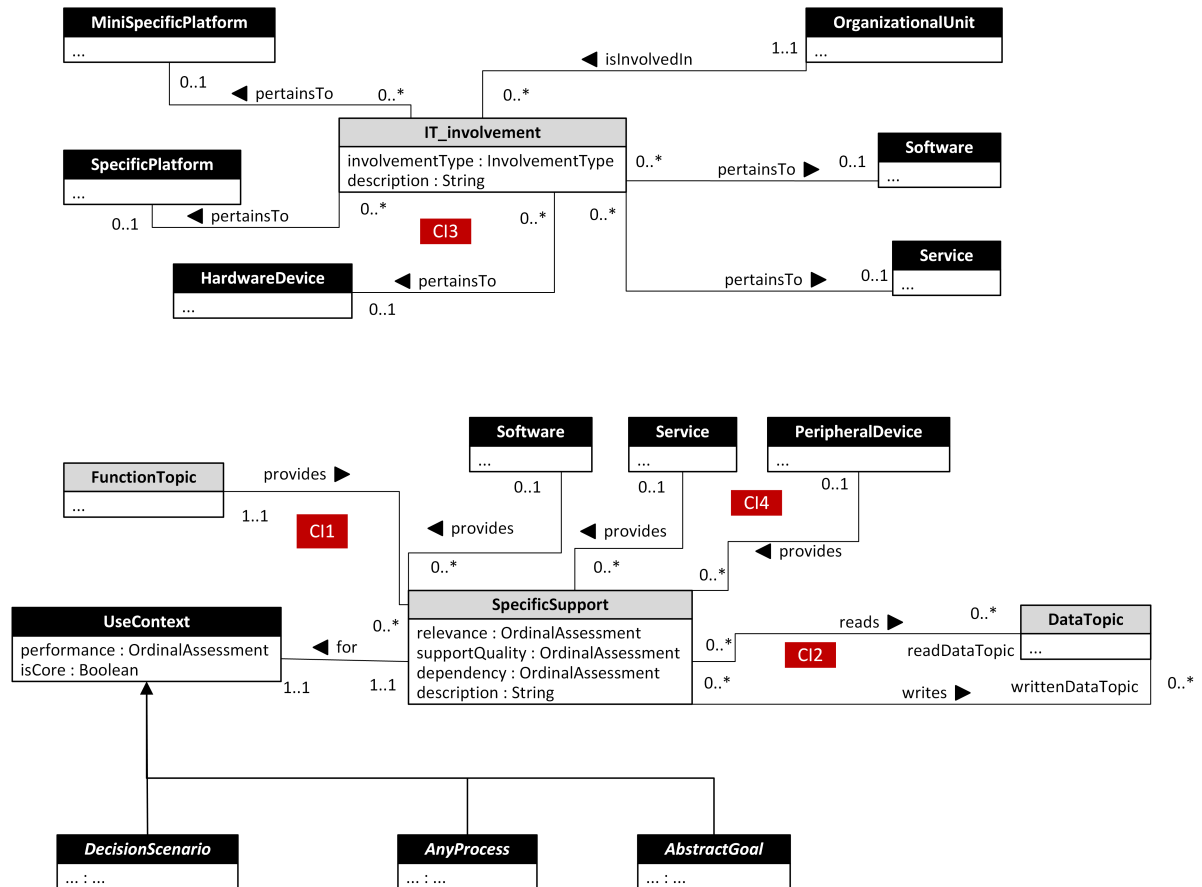 MiniSpecificPlatform
...
OrganizationalUnit
...
1..1
◀ isInvolvedIn
0..1
◀ pertainsTo
0..*
0..*
IT_involvement
involvementType : InvolvementType
description : String
SpecificPlatform
...
0..1
◀ pertainsTo
0..*
CI3
0..*
0..*
0..*
pertainsTo ▶
0..1
Software
...
HardwareDevice
...
◀ pertainsTo
0..1
pertainsTo ▶
0..1
Service
...
Software
...
Service
...
PeripheralDevice
...
FunctionTopic
...
provides ▶
1..1
CI1
0..1
0..1
0..1
CI4
◀ provides
◀ provides
◀ provides
0..*
0..*
0..*
UseContext
performance : OrdinalAssessment
isCore : Boolean
0..*
◀ for
1..1
1..1
SpecificSupport
relevance : OrdinalAssessment
supportQuality : OrdinalAssessment
dependency : OrdinalAssessment
description : String
0..*
reads ▶
0..*
CI2
readDataTopic
DataTopic
...
0..*
writes ▶
writtenDataTopic
0..*
DecisionScenario
... : ...
AnyProcess
... : ...
AbstractGoal
... : ...